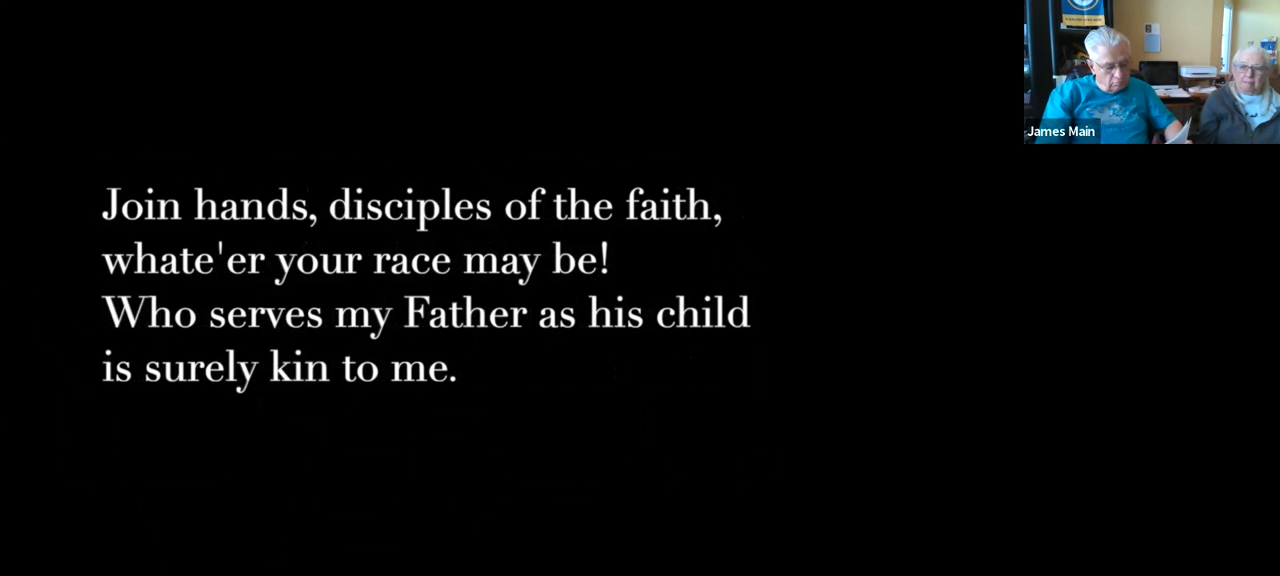 Join hands, disciples of the faith,
whate'er your race may be!
Who serves my Father as his child
is surely kin to me.
James Main